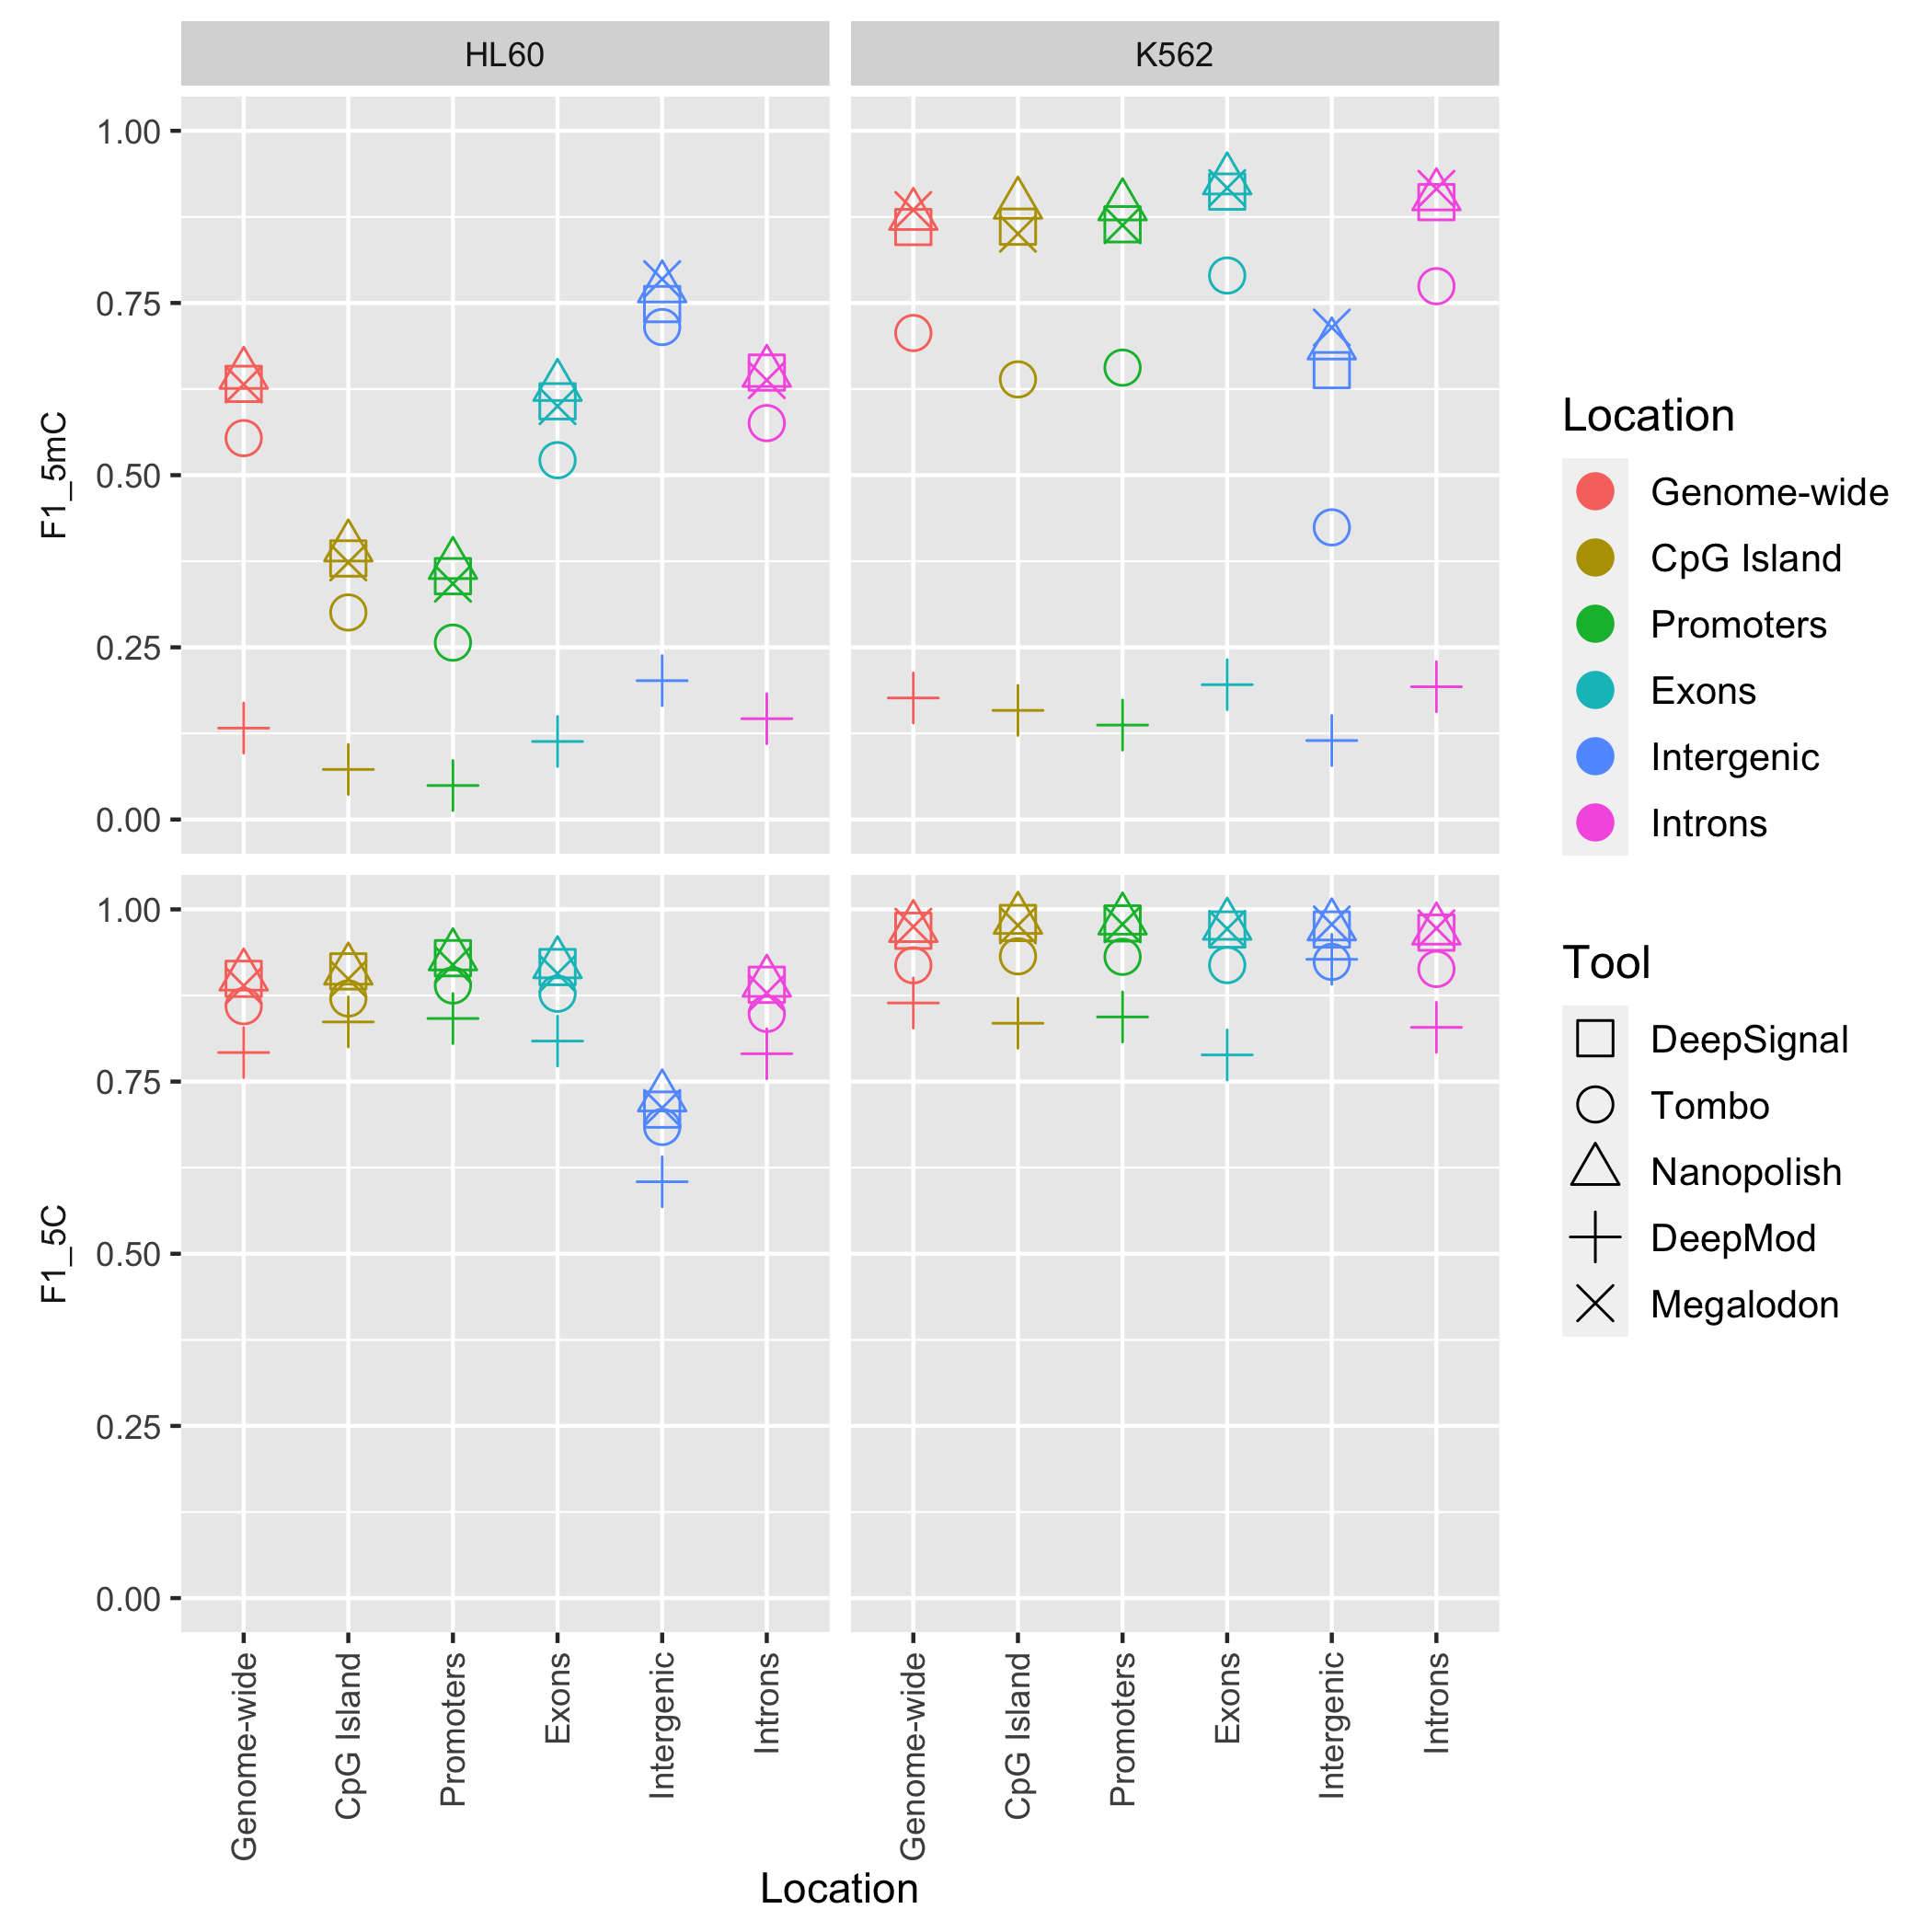 HL60
K562
F1_5mC
1.00
0.75
0.50
0.25
0.00
F1_5C
1.00
0.75
0.50
0.25
0.00
Genome-wide
CpG Island
Promoters
Exons
Intergenic
Introns
Genome-wide
CpG Island
Promoters
Exons
Intergenic
Introns
Location
Location
Genome-wide
CpG Island
Promoters
Exons
Intergenic
Introns
Tool
DeepSignal
Tombo
Nanopolish
DeepMod
Megalodon